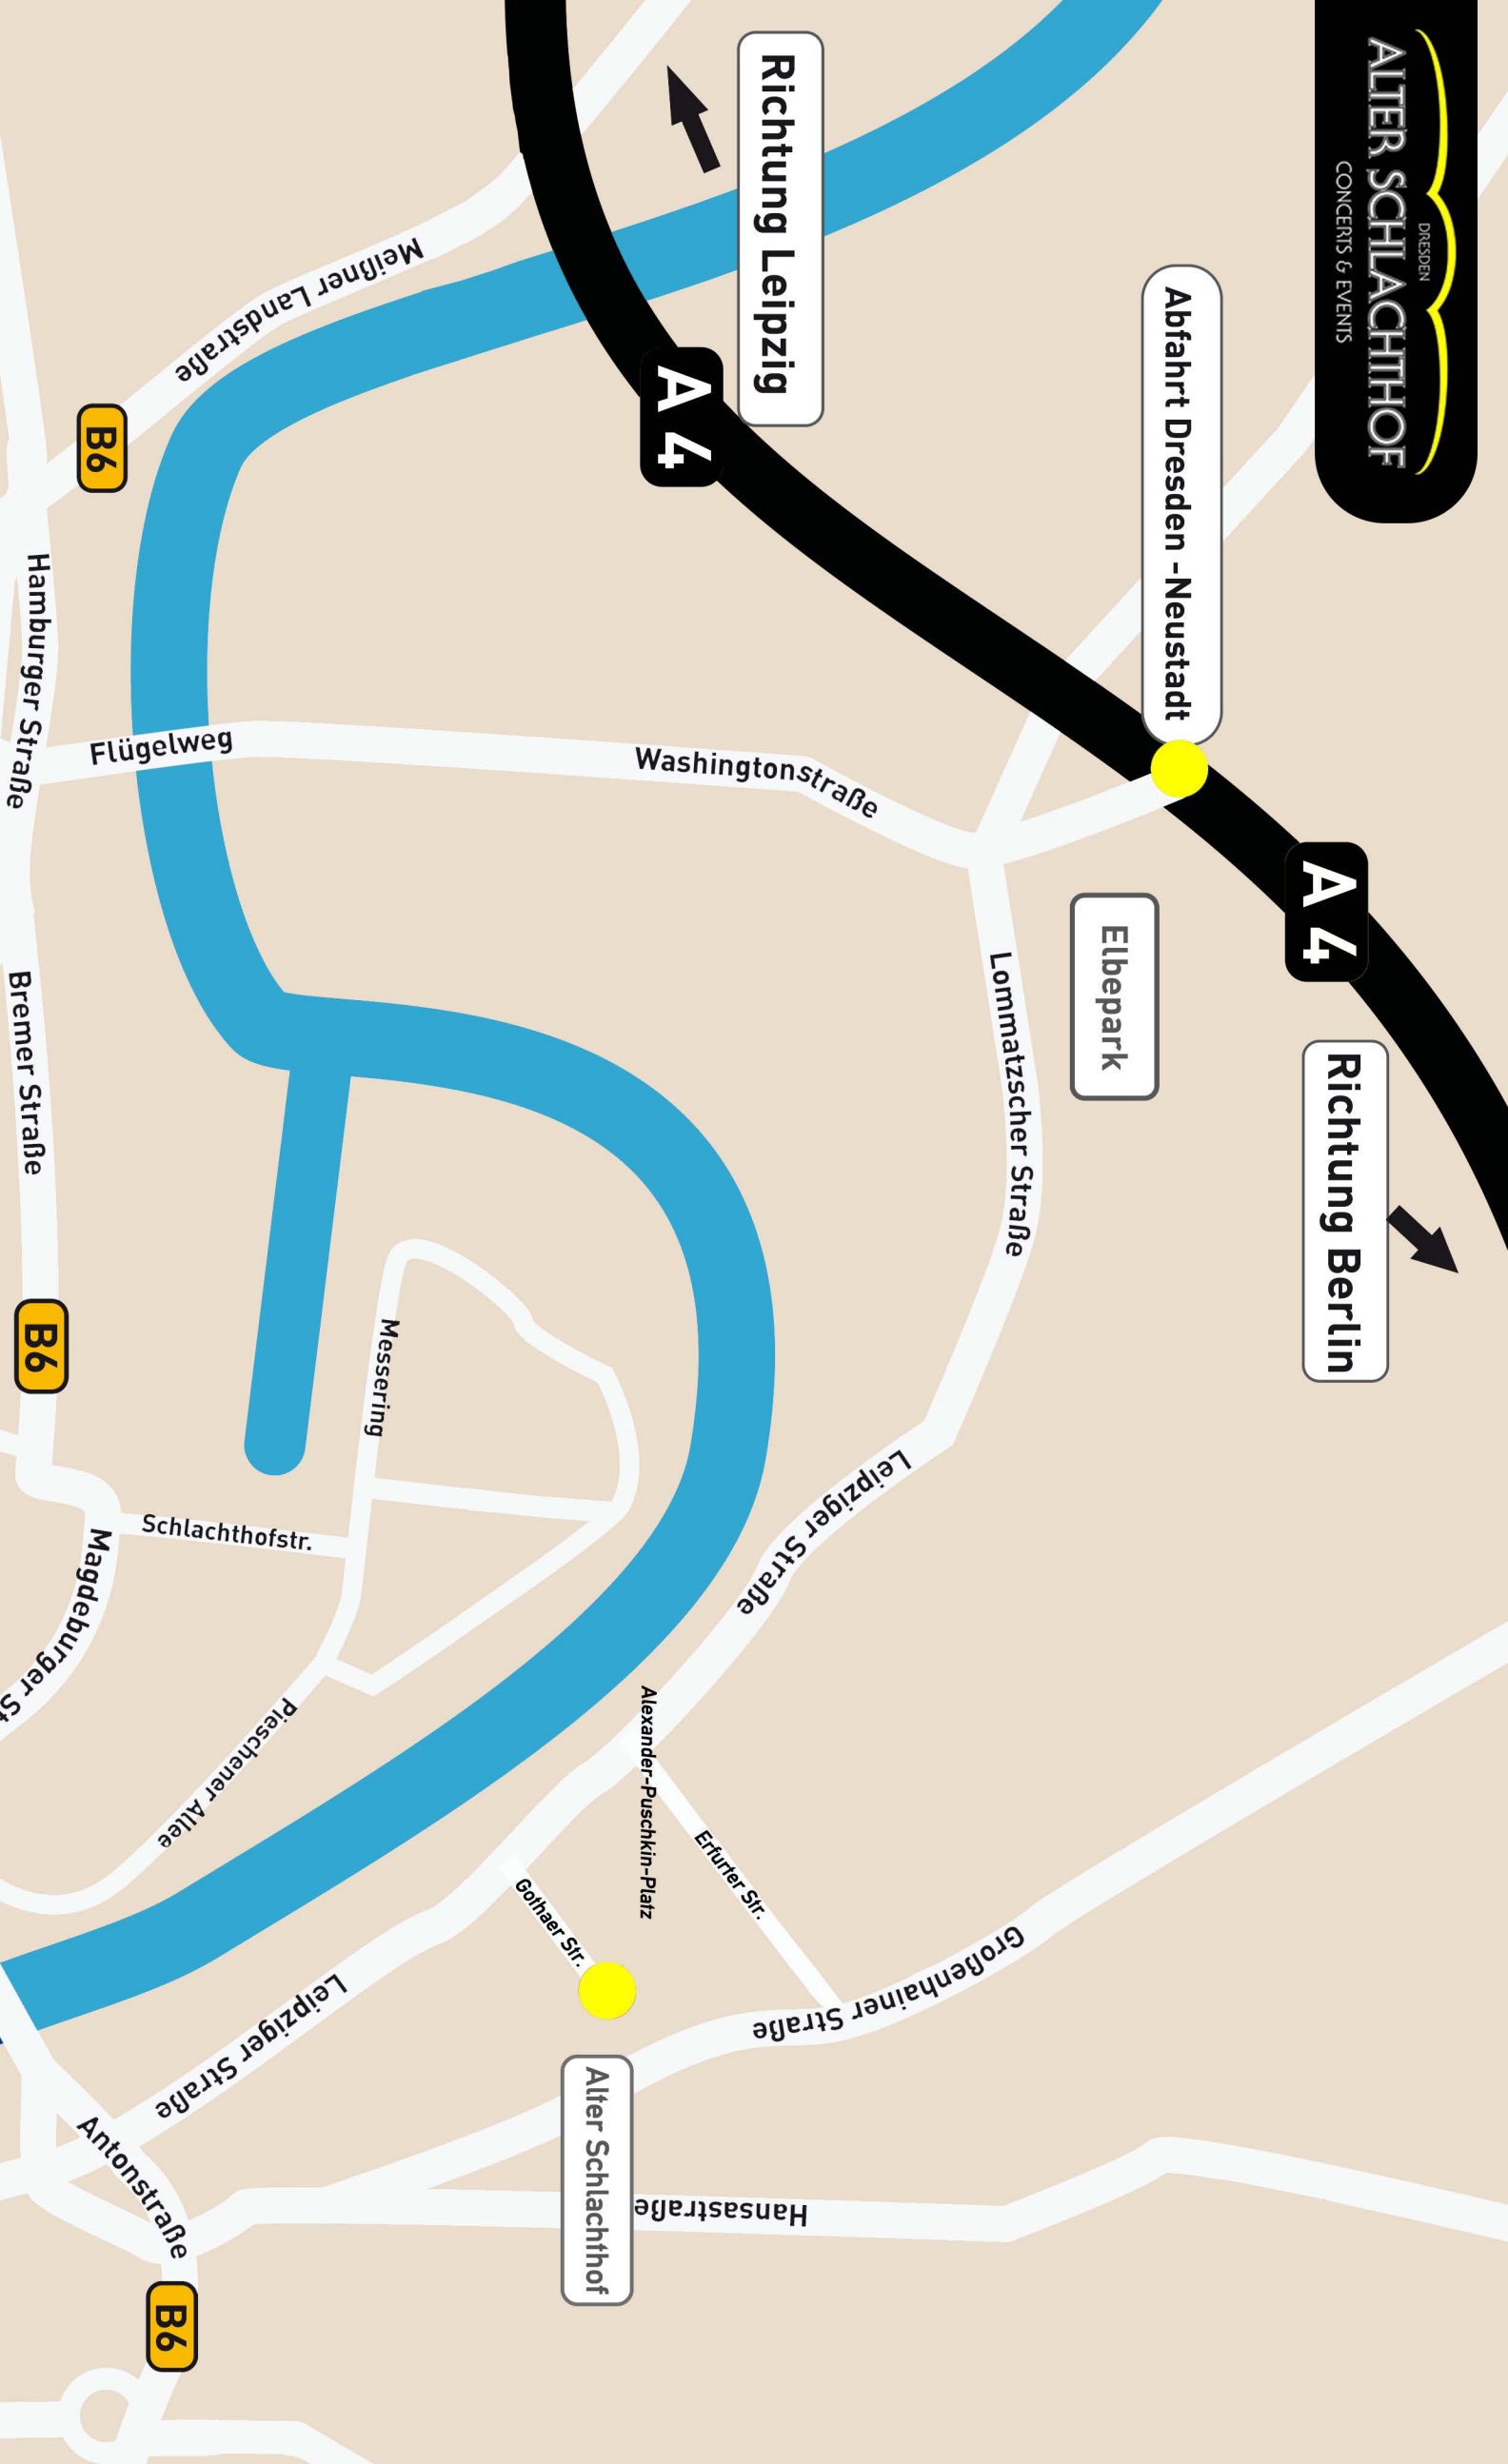 DRESDEN
ALTER SCHLACHTHOF
CONCERTS & EVENTS
Abfahrt Dresden -Neustadt
A 4
Richtung Berlin
Richtung Leipzig
A 4
Elbepark
Lommatzscher Straße
Washingtonstraße
Flügelweg
Meißner Landstraße
B6
Hamburger Straße
Bremer Straße
B6
Messering
Schlachthofstr.
Magdeburger St
Pieschener Allee
Leipziger Straße
Alexander-Puschkin-Platz
Erfurter Str.
Gothaer Str.
Großenhainer Straße
Alter Schlachthof
Hansastraße
Leipziger Straße
Antonstraße
B6